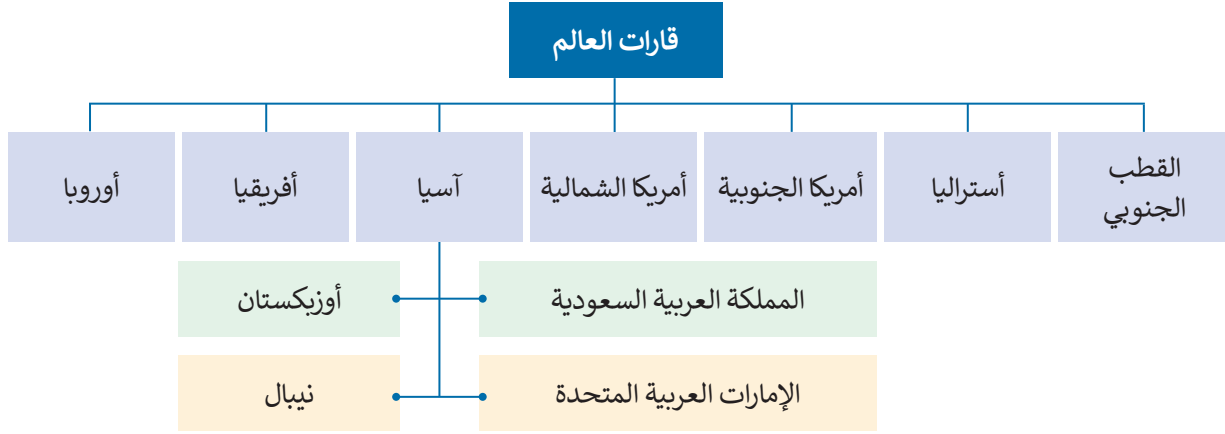 قارات العالم
القطب
الجنوبي
أستراليا
أمريكا الجنوبية
أمريكا الشمالية
آسيا
أفريقيا
أوروبا
المملكة العربية السعودية
أوزبكستان
الإمارات العربية المتحدة
نيبال